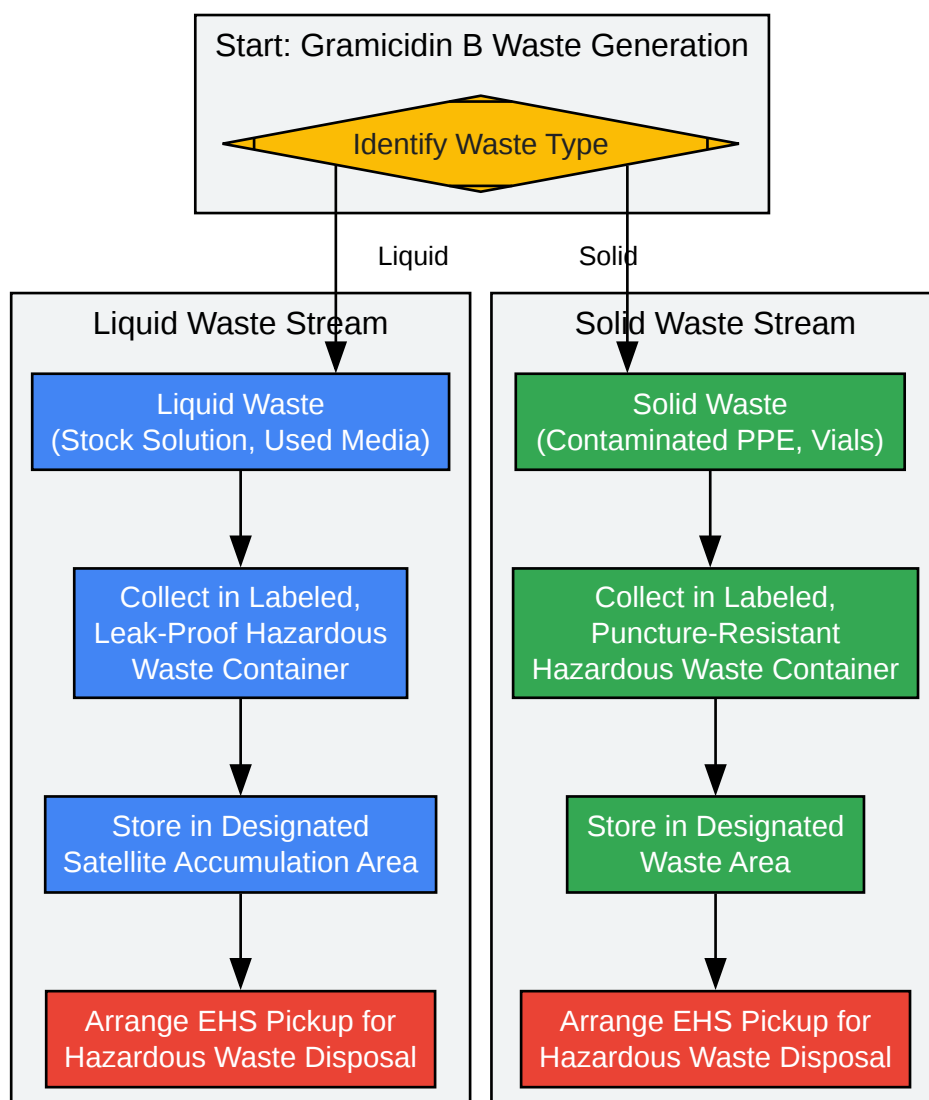 Start: Gramicidin B Waste Generation
Identify Waste Type
Liquid
Solid
Liquid Waste Stream
Liquid Waste
(Stock Solution, Used Media)
Collect in Labeled,
Leak-Proof Hazardous
Waste Container
Store in Designated
Satellite Accumulation Area
Arrange EHS Pickup for
Hazardous Waste Disposal
Solid Waste Stream
Solid Waste
(Contaminated PPE, Vials)
Collect in Labeled,
Puncture-Resistant
Hazardous Waste Container
Store in Designated
Waste Area
Arrange EHS Pickup for
Hazardous Waste Disposal